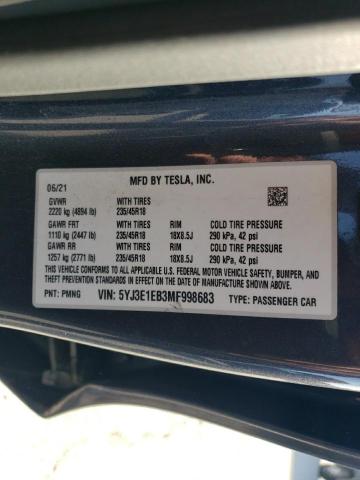 06/21 MFD BY TESLA, INC.
GVWR WITH TIRES
2220 kg (4894 lb) 235/45R18
GAWR FRT WITH TIRES RIM COLD TIRE PRESSURE
1110 kg (2447 lb) 235/45R18 18X8.5J 290 kPa, 42 psi
GAWR RR WITH TIRES RIM COLD TIRE PRESSURE
1257 kg (2771 lb) 235/45R18 18X8.5J 290 kPa, 42 psi
THIS VEHICLE CONFORMS TO ALL APPLICABLE U.S. FEDERAL MOTOR VEHICLE SAFETY, BUMPER, AND
THEFT PREVENTION STANDARDS IN EFFECT ON THE DATE OF MANUFACTURE SHOWN ABOVE.
PNT: PMNG VIN: 5YJ3E1EB3MF998683 TYPE: PASSENGER CAR